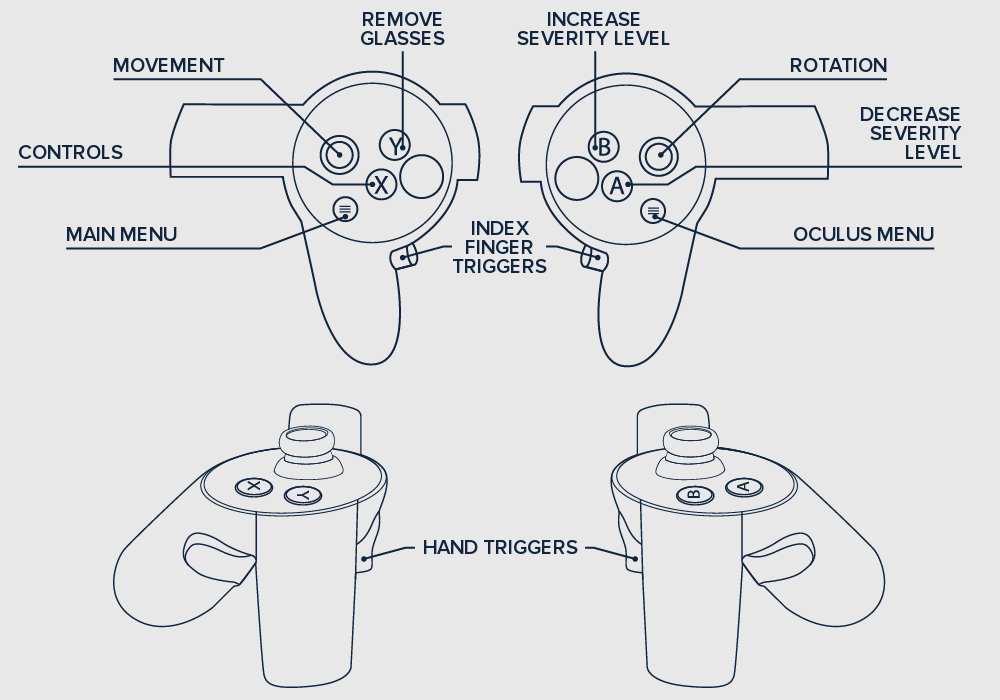 REMOVE
GLASSES
INCREASE
SEVERITY LEVEL
MOVEMENT
ROTATION
DECREASE
SEVERITY
LEVEL
CONTROLS
Y
B
X
A
MAIN MENU
INDEX
FINGER
TRIGGERS
OCULUS MENU
X
Y
B
A
HAND TRIGGERS